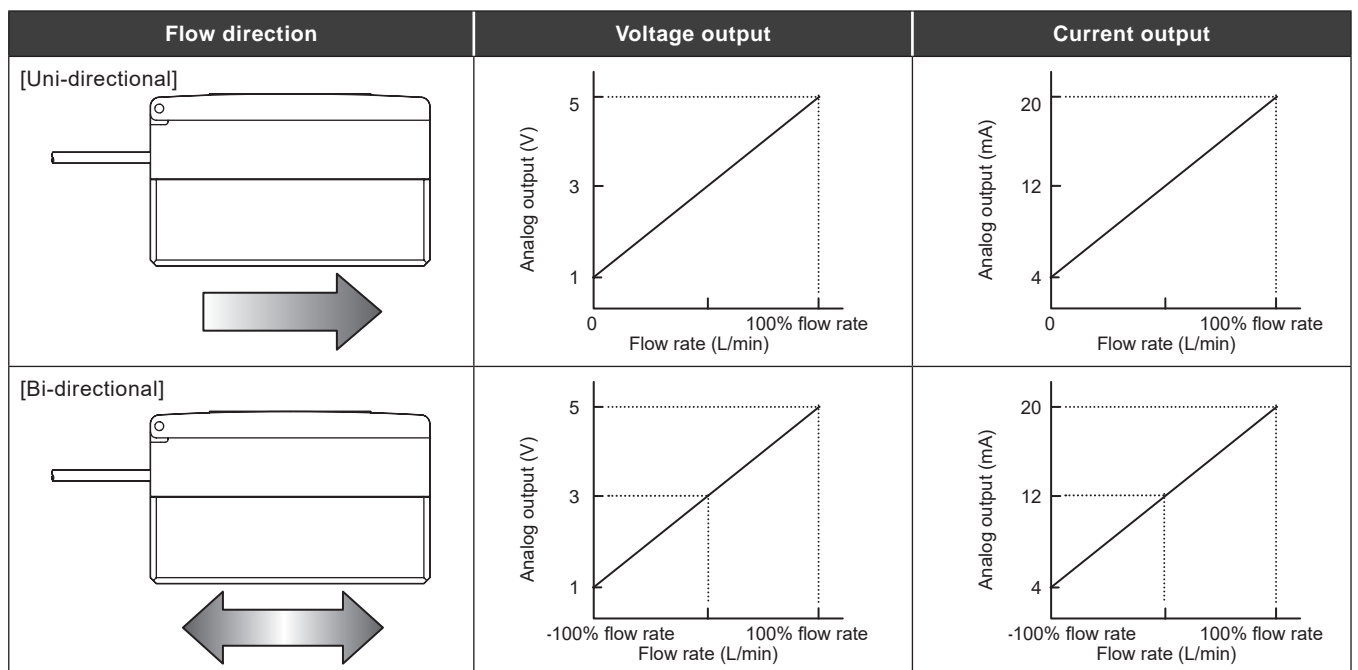 Flow direction
Voltage output
Current output
[Uni-directional]
Analog output (V)
5
3
1
0
100% flow rate
Flow rate (L/min)
Analog output (mA)
20
12
4
0
100% flow rate
Flow rate (L/min)
[Bi-directional]
Analog output (V)
5
3
1
-100% flow rate
100% flow rate
Flow rate (L/min)
Analog output (mA)
20
12
4
-100% flow rate
100% flow rate
Flow rate (L/min)